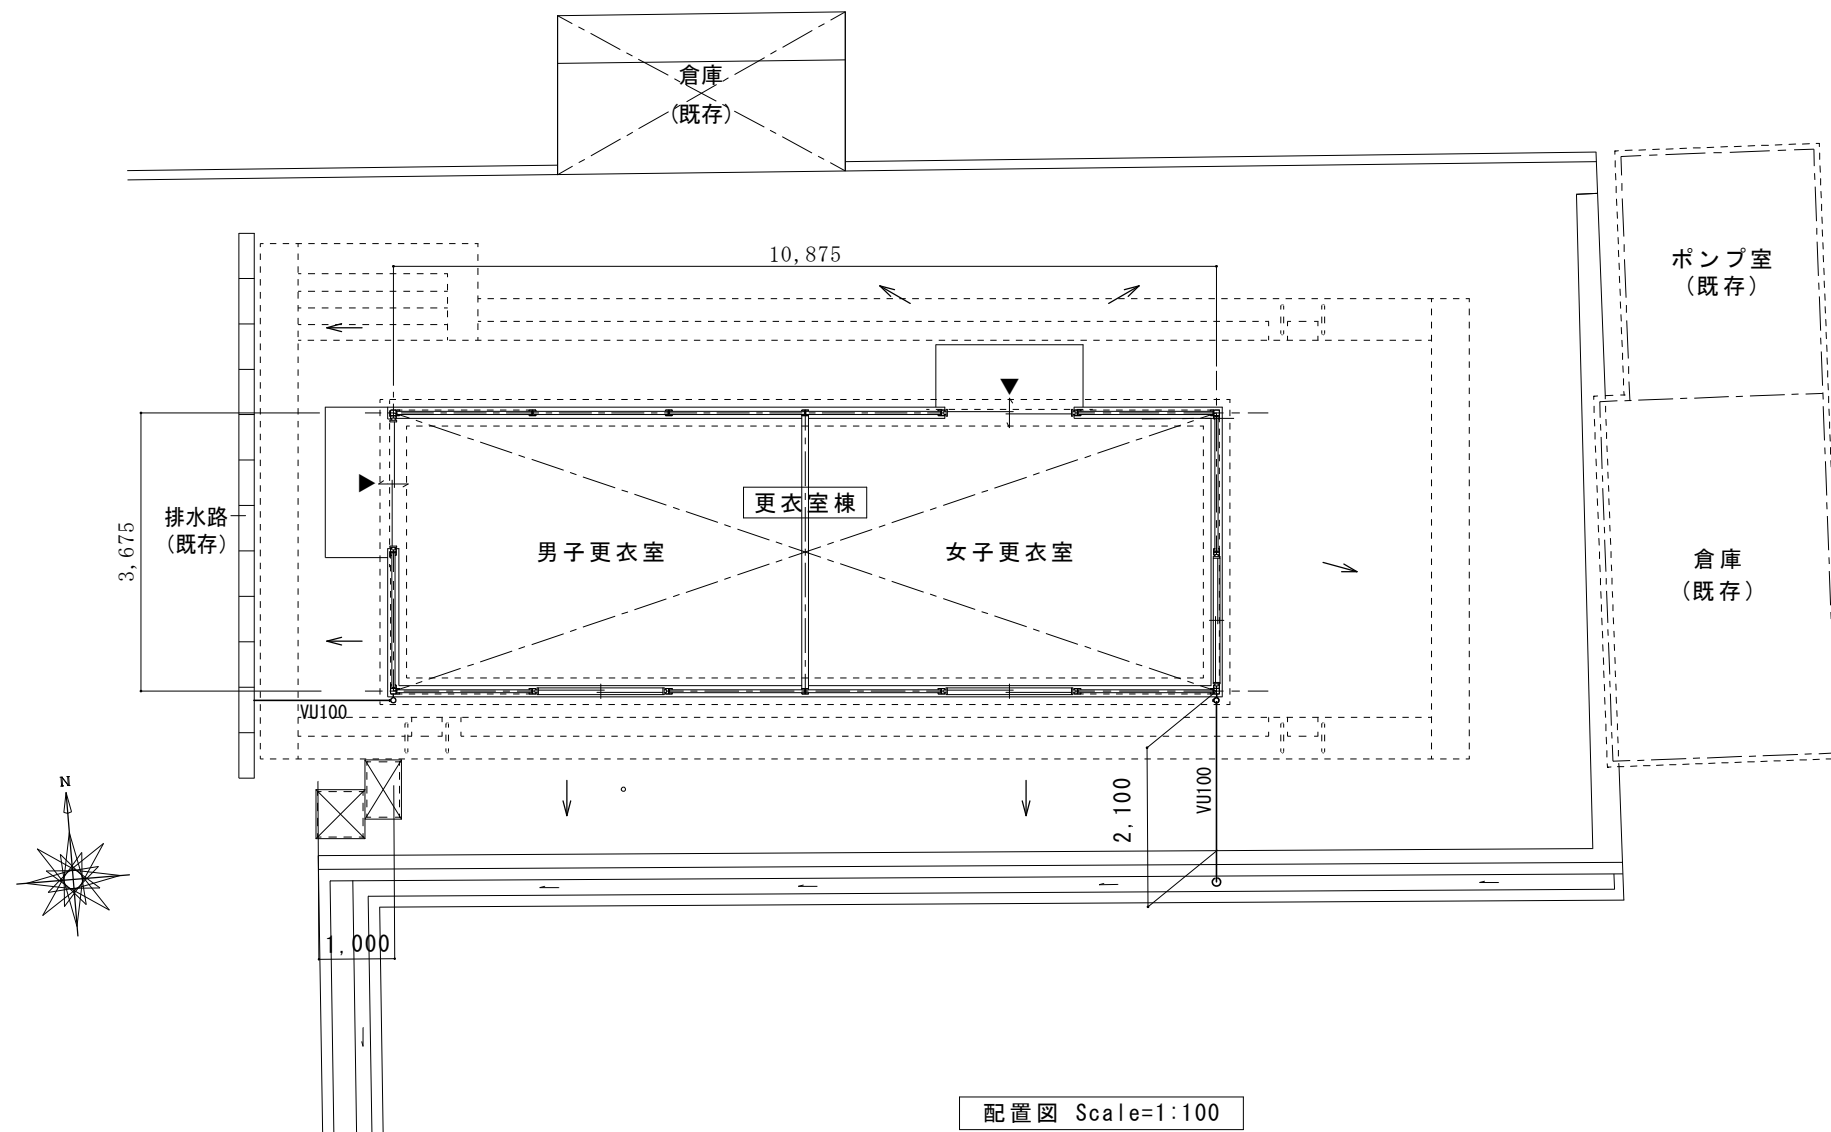 倉庫
(既存)
10,875
ポンプ室
(既存)
3,675
排水路
(既存)
更衣室棟
男子更衣室
女子更衣室
倉庫
(既存)
VU100
N
2,100
VU100
1,000
配置図 Scale=1:100